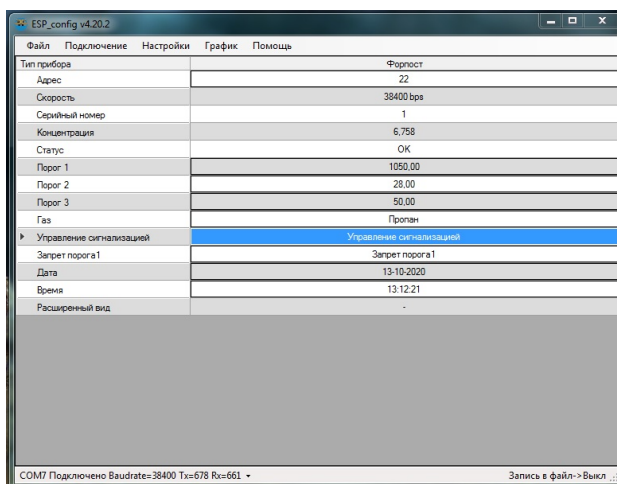 ESP_config v4.20.2
Файл Подключение Настройки График Помощь
Тип прибора Форпост
Адрес 22
Скорость 38400 bps
Серийный номер 1
Концентрация 6,758
Статус OK
Порог 1 1050,00
Порог 2 28,00
Порог 3 50,00
Газ Пропан
Управление сигнализацией Управление сигнализацией
Запрет порога1 Запрет порога1
Дата 13-10-2020
Время 13:12:21
Расширенный вид -
COM7 Подключено Baudrate=38400 Tx=678 Rx=661 Запись в файл->Выкл